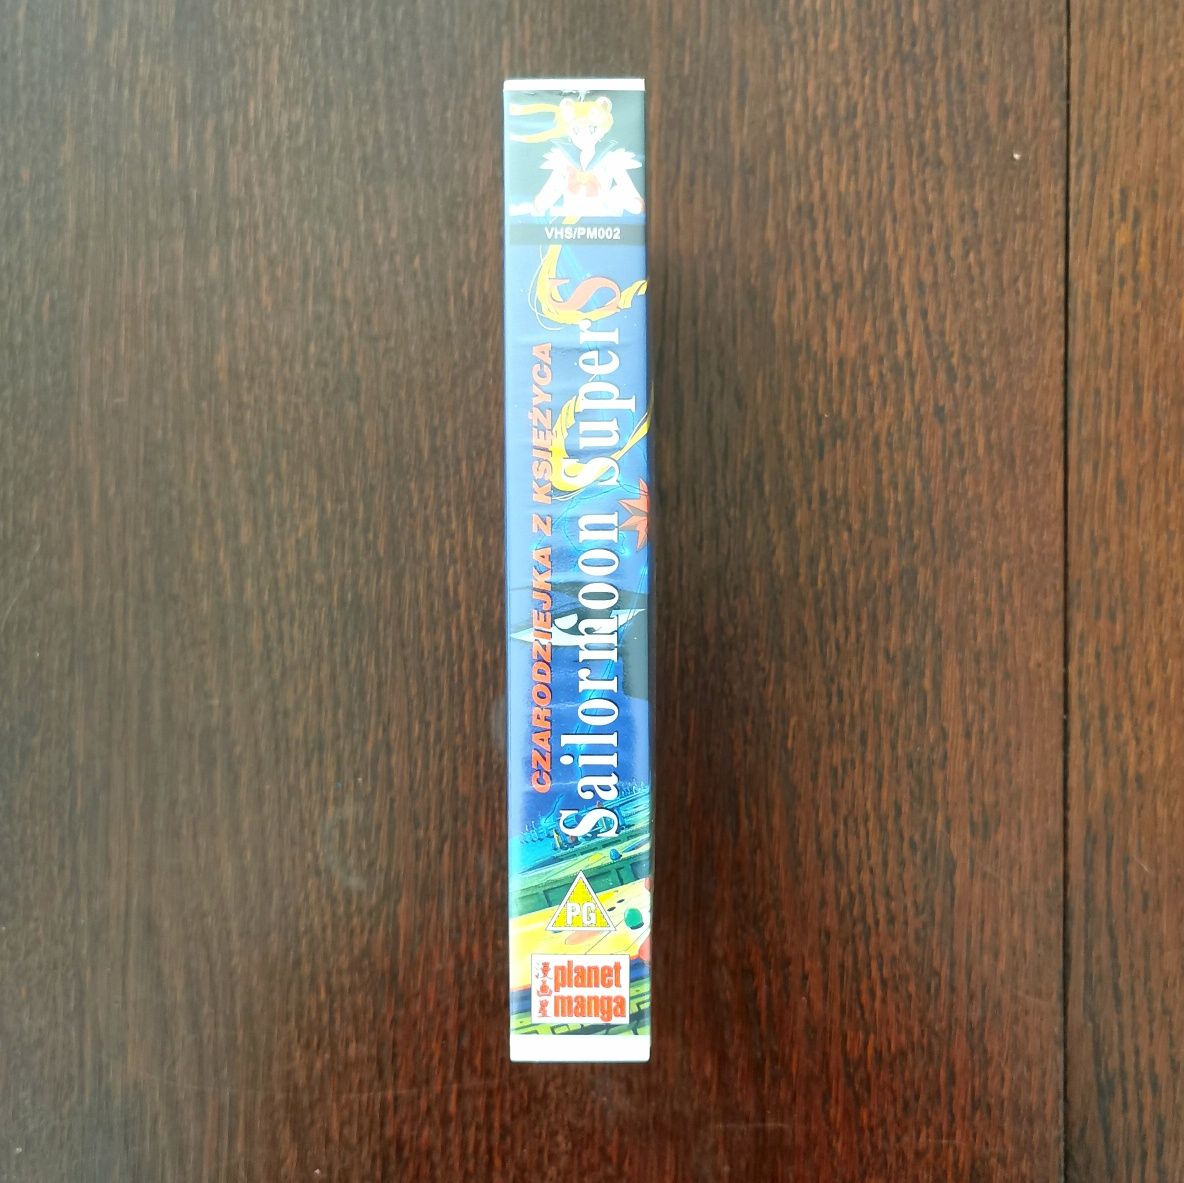 VHS/PM002
CZARODZIEJKA Z KSIĘŻYCA
Sailormoon SuperS
PG
planet
manga